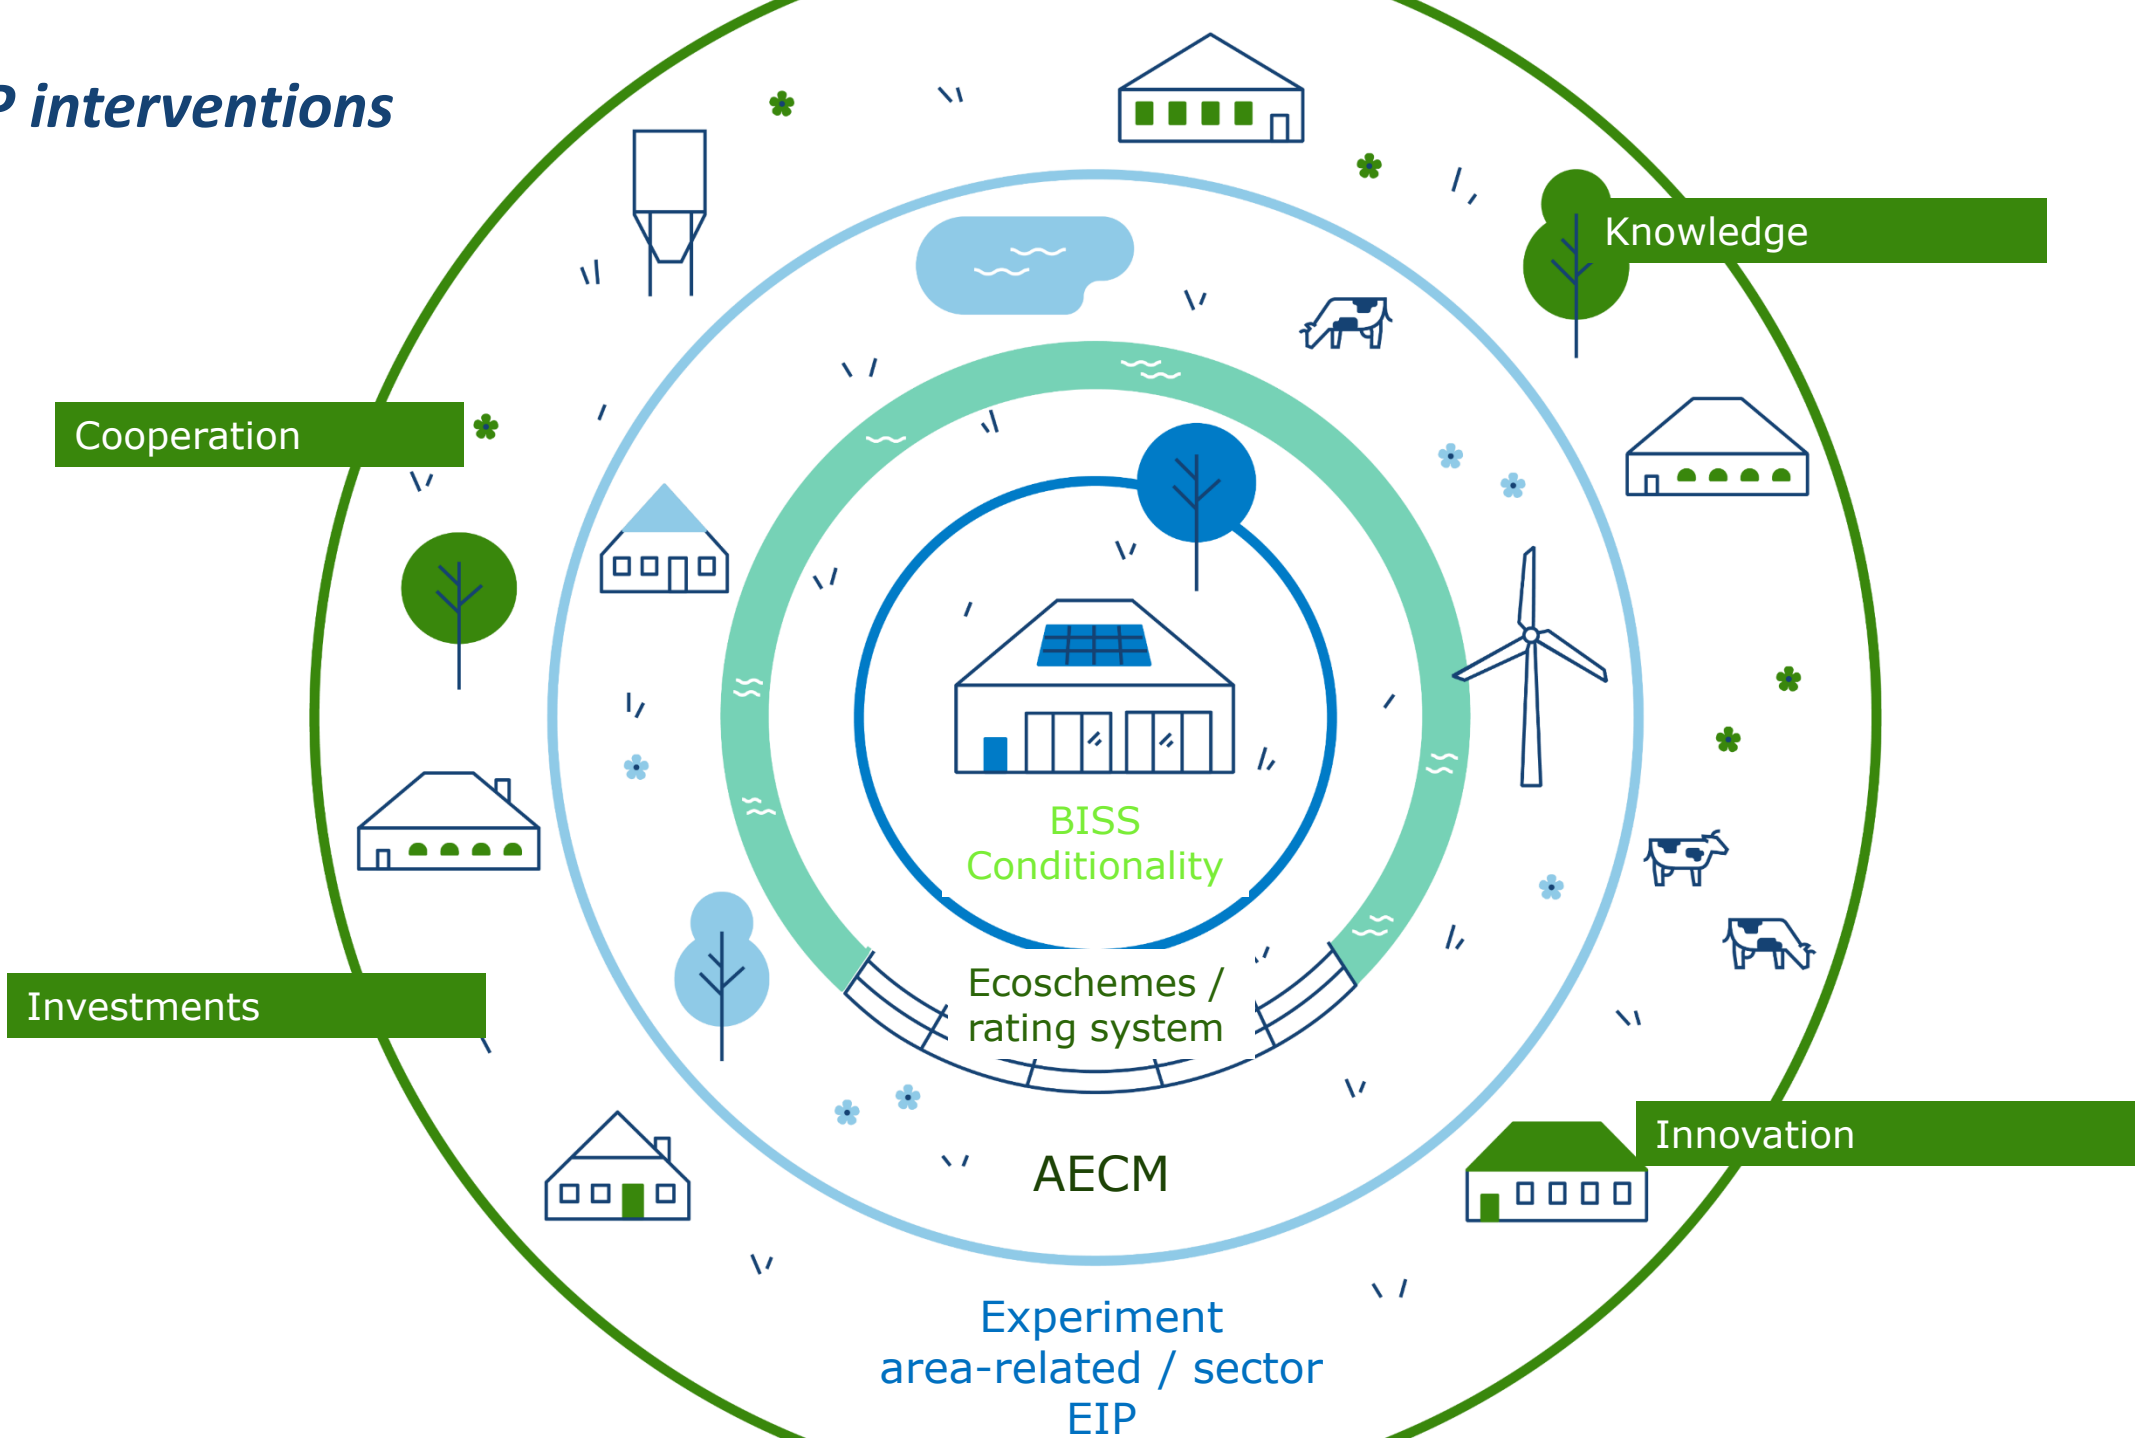 P interventions
Knowledge
Cooperation
BISS
Conditionality
Ecoschemes /
rating system
Investments
Innovation
AECM
Experiment
area-related / sector
EIP